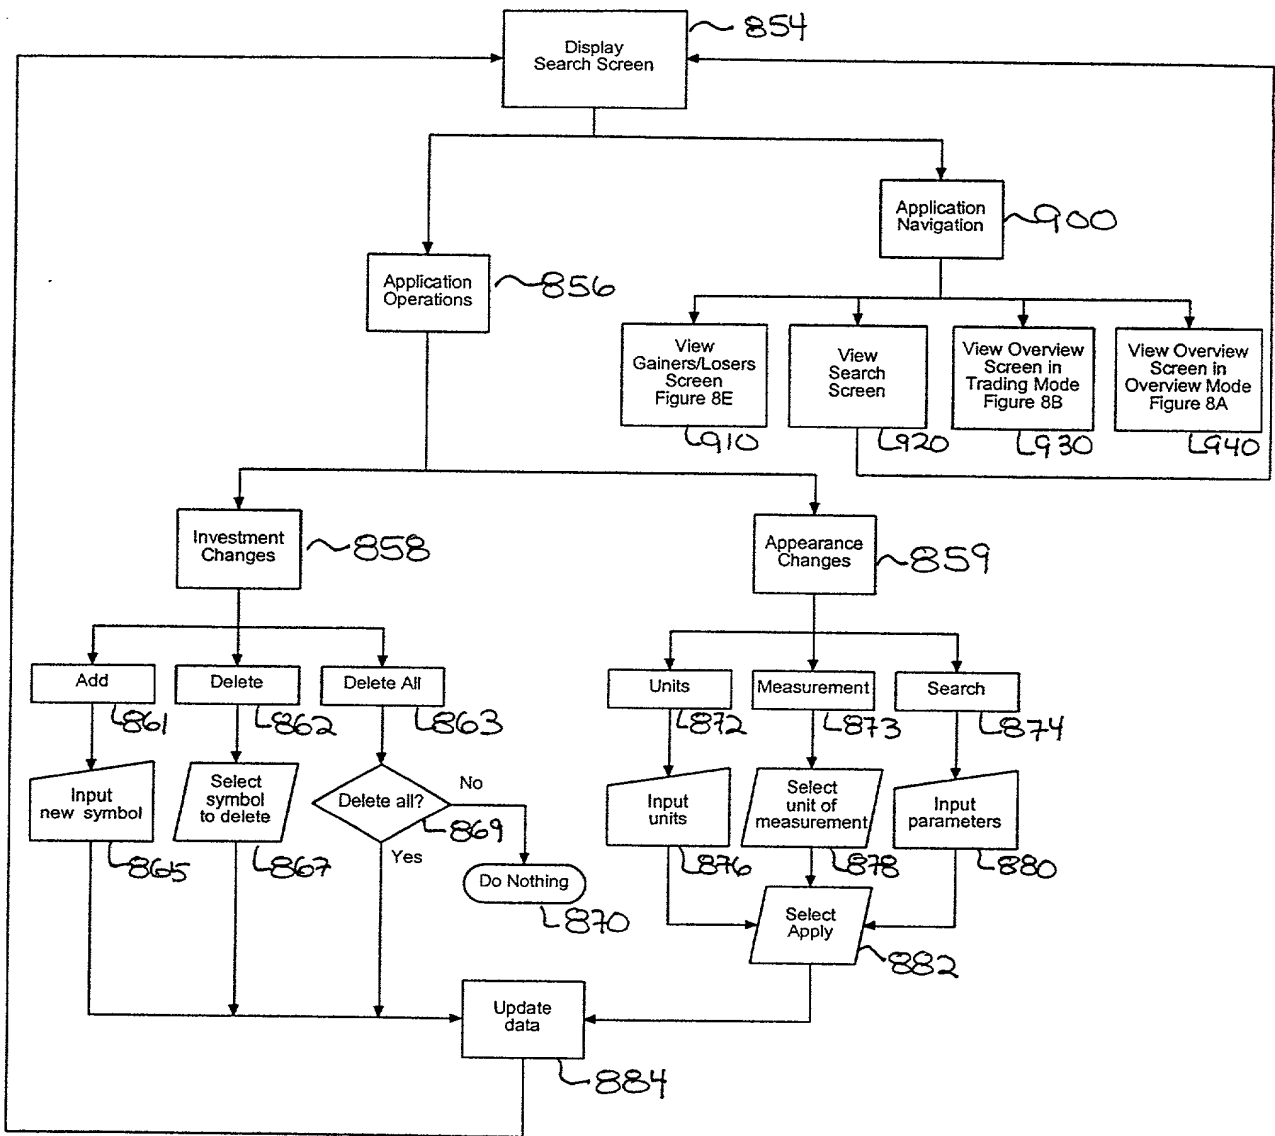 Display
Search Screen
854
Application
Navigation
900
Application
Operations
856
View
Gainers/Losers
Screen
Figure 8E
910
View
Search
Screen
920
View Overview
Screen in
Trading Mode
Figure 8B
930
View Overview
Screen in
Overview Mode
Figure 8A
940
Investment
Changes
858
Appearance
Changes
859
Add
861
Delete
862
Delete All
863
Units
872
Measurement
873
Search
874
Input
new symbol
865
Select
symbol
to delete
867
Delete all?
869
No
Yes
Do Nothing
870
Input
units
876
Select
unit of
measurement
878
Input
parameters
880
Select
Apply
882
Update
data
884